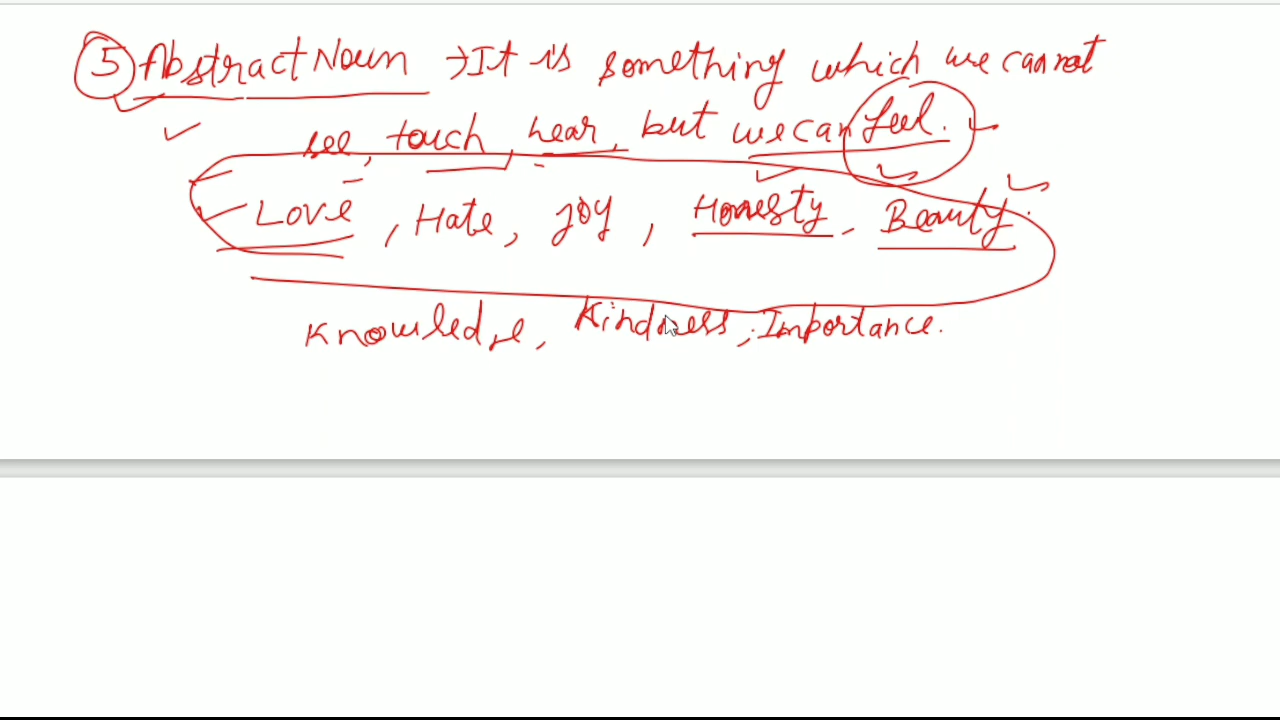 5 Abstract Noun → It is something which we cannot
see, touch, hear, but we can feel.
Love, Hate, Joy, Honesty, Beauty.
Knowledge, Kindness, Importance.